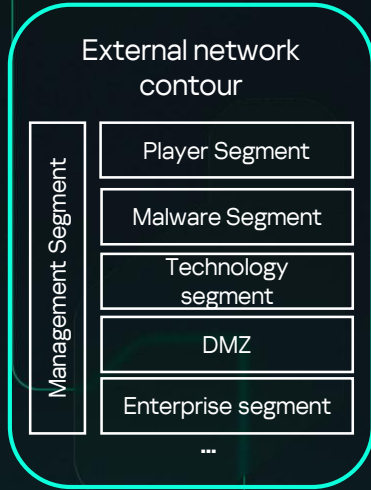 External network
contour
Management Segment
Player Segment
Malware Segment
Technology
segment
DMZ
Enterprise segment
...